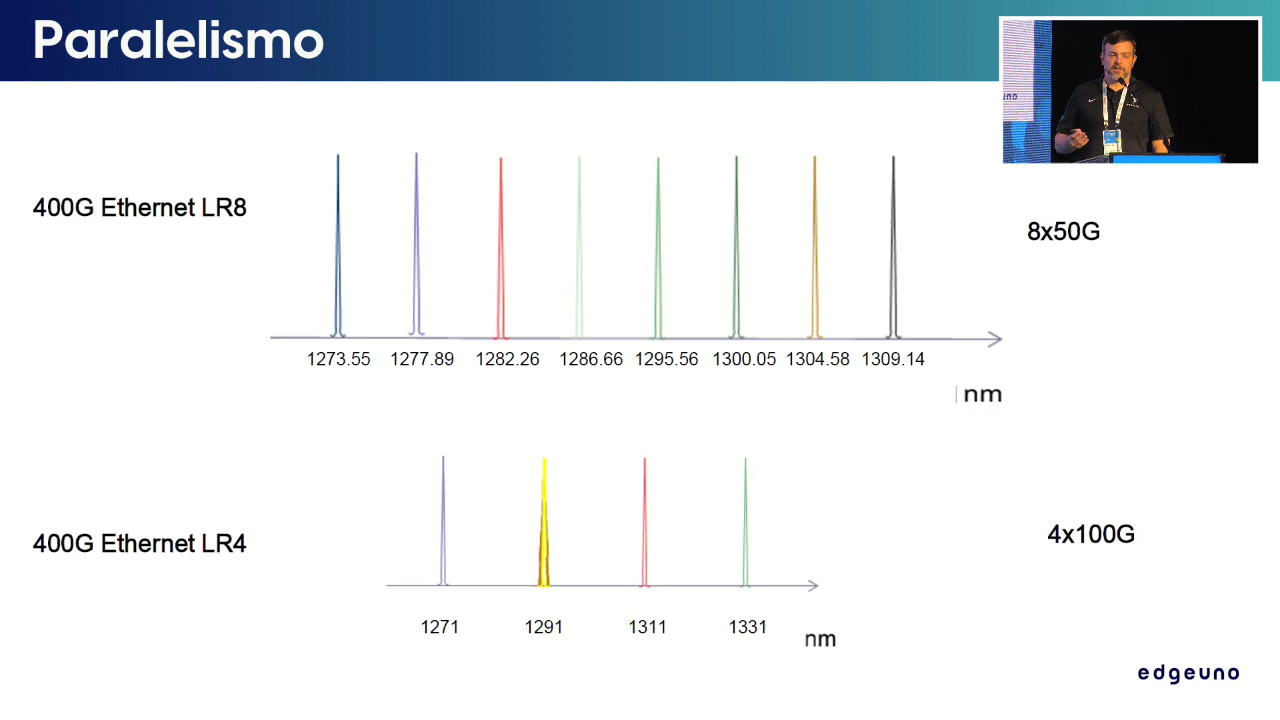 Paralelismo
uno
400G Ethernet LR8
8x50G
1273.55 1277.89 1282.26 1286.66 1295.56 1300.05 1304.58 1309.14
nm
400G Ethernet LR4
4x100G
1271 1291 1311 1331
nm
edgeuno